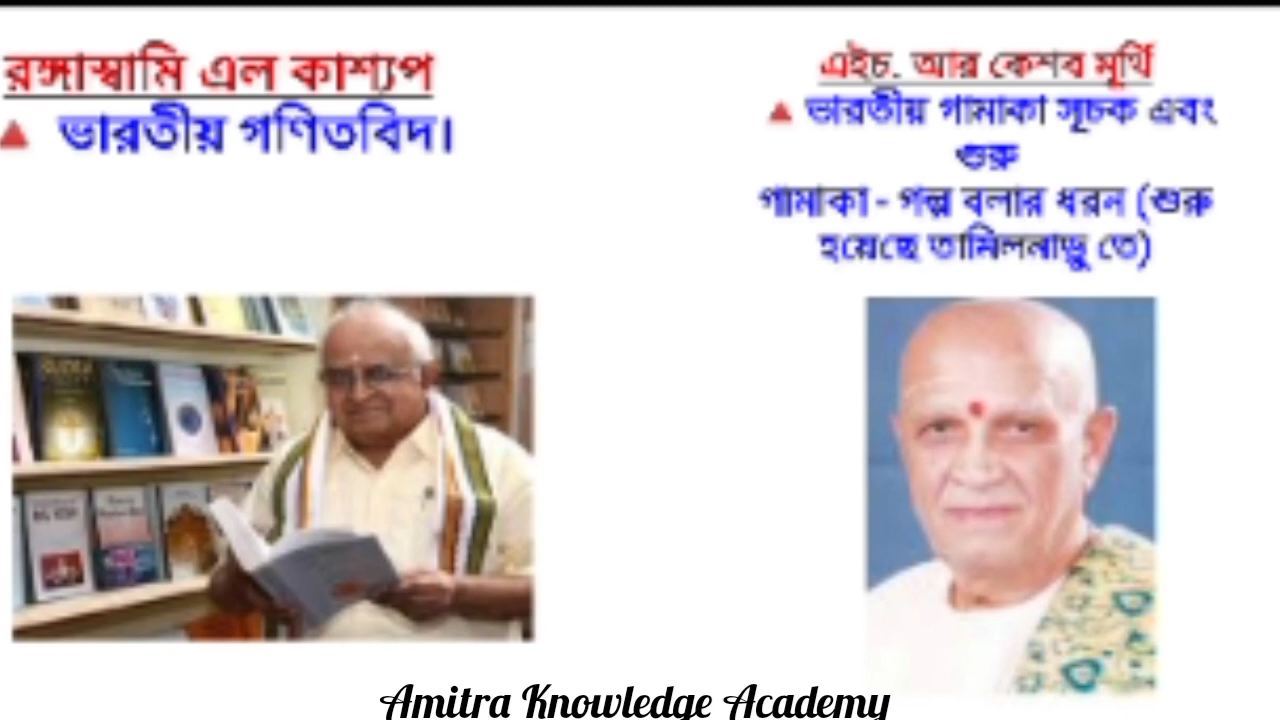 রঙ্গাস্বামি এল কাশ্যপ
▲ ভারতীয় গণিতবিদ।
এইচ. আর কেশব মূর্থি
▲ ভারতীয় গামাকা সূচক এবং
গুরু
গামাকা - গল্প বলার ধরন (শুরু
হয়েছে তামিলনাড়ু তে)
Amitra Knowledge Academy